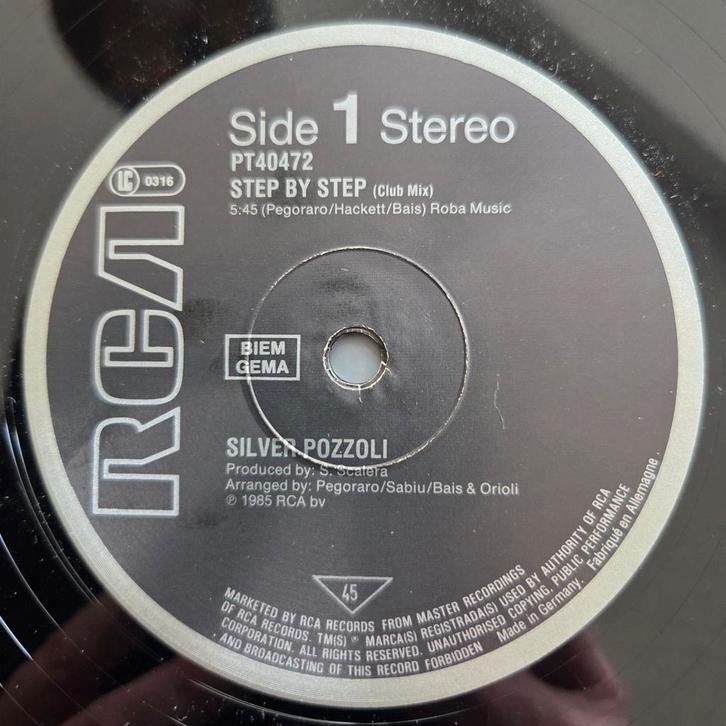 Side 1 Stereo
PT40472
LC 0316
STEP BY STEP (Club Mix)
5:45 (Pegoraro/Hackett/Bais) Roba Music
RCA
BIEM
GEMA
SILVER POZZOLI
Produced by: S. Scalera
Arranged by: Pegoraro/Sabiu/Bais & Orioli
℗ 1985 RCA bv
45
MARKETED BY RCA RECORDS FROM MASTER RECORDINGS
OF RCA RECORDS. TM(S) ® MARCA(S) REGISTRADA(S) USED BY AUTHORITY OF RCA
CORPORATION. ALL RIGHTS RESERVED. UNAUTHORISED COPYING, PUBLIC PERFORMANCE
AND BROADCASTING OF THIS RECORD FORBIDDEN Made in Germany. Fabriqué en Allemagne.